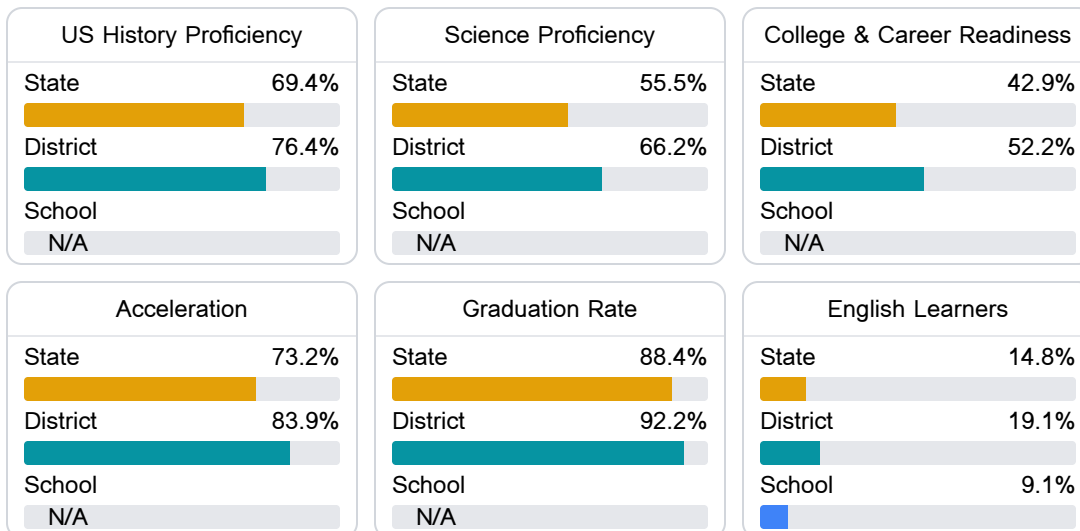 US History Proficiency
State 69.4%
District 76.4%
School
N/A
Science Proficiency
State 55.5%
District 66.2%
School
N/A
College & Career Readiness
State 42.9%
District 52.2%
School
N/A
Acceleration
State 73.2%
District 83.9%
School
N/A
Graduation Rate
State 88.4%
District 92.2%
School
N/A
English Learners
State 14.8%
District 19.1%
School 9.1%